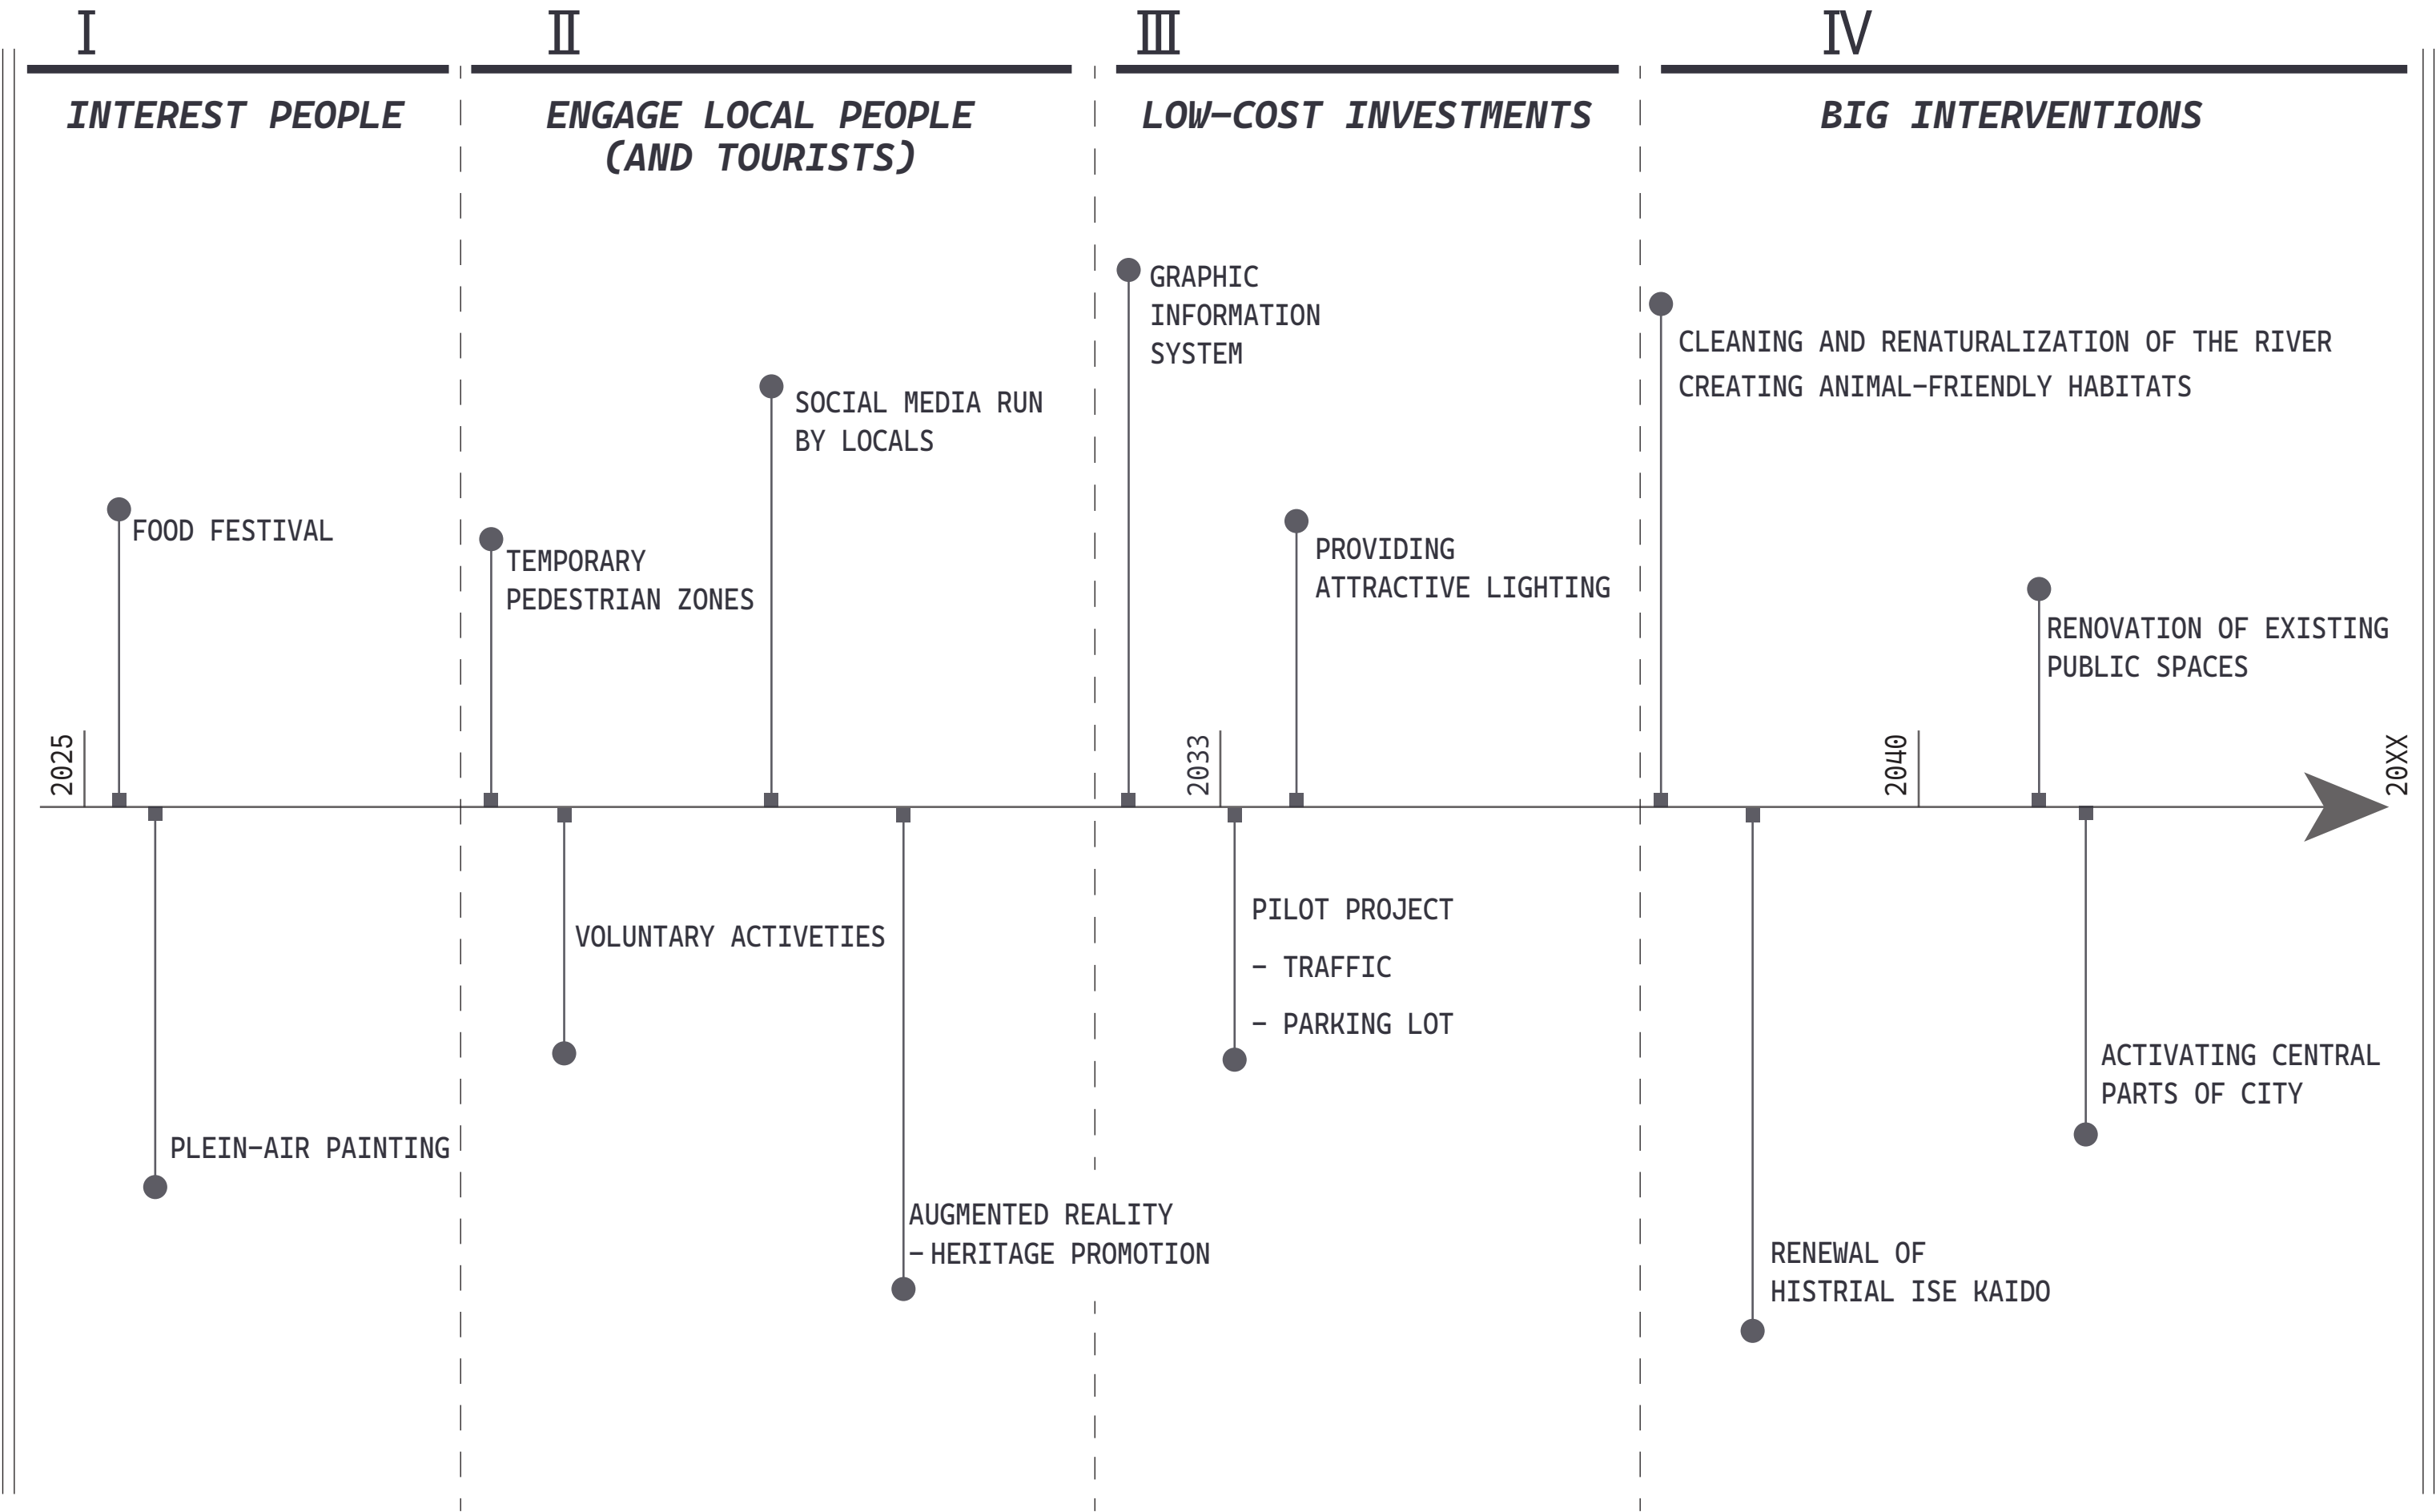 I
INTEREST PEOPLE
II
ENGAGE LOCAL PEOPLE
(AND TOURISTS)
III
LOW-COST INVESTMENTS
IV
BIG INTERVENTIONS
GRAPHIC
INFORMATION
SYSTEM
CLEANING AND RENATURALIZATION OF THE RIVER
CREATING ANIMAL-FRIENDLY HABITATS
SOCIAL MEDIA RUN
BY LOCALS
FOOD FESTIVAL
TEMPORARY
PEDESTRIAN ZONES
PROVIDING
ATTRACTIVE LIGHTING
RENOVATION OF EXISTING
PUBLIC SPACES
2025
2033
2040
20XX
PLEIN-AIR PAINTING
VOLUNTARY ACTIVETIES
AUGMENTED REALITY
- HERITAGE PROMOTION
PILOT PROJECT
- TRAFFIC
- PARKING LOT
RENEWAL OF
HISTRIAL ISE KAIDO
ACTIVATING CENTRAL
PARTS OF CITY